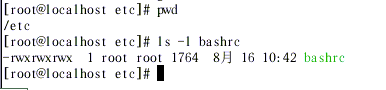 [root@localhost etc]# pwd
/etc
[root@localhost etc]# ls -l bashrc
-rwxrwxrwx 1 root root 1764 8月 16 10:42 bashrc
[root@localhost etc]#